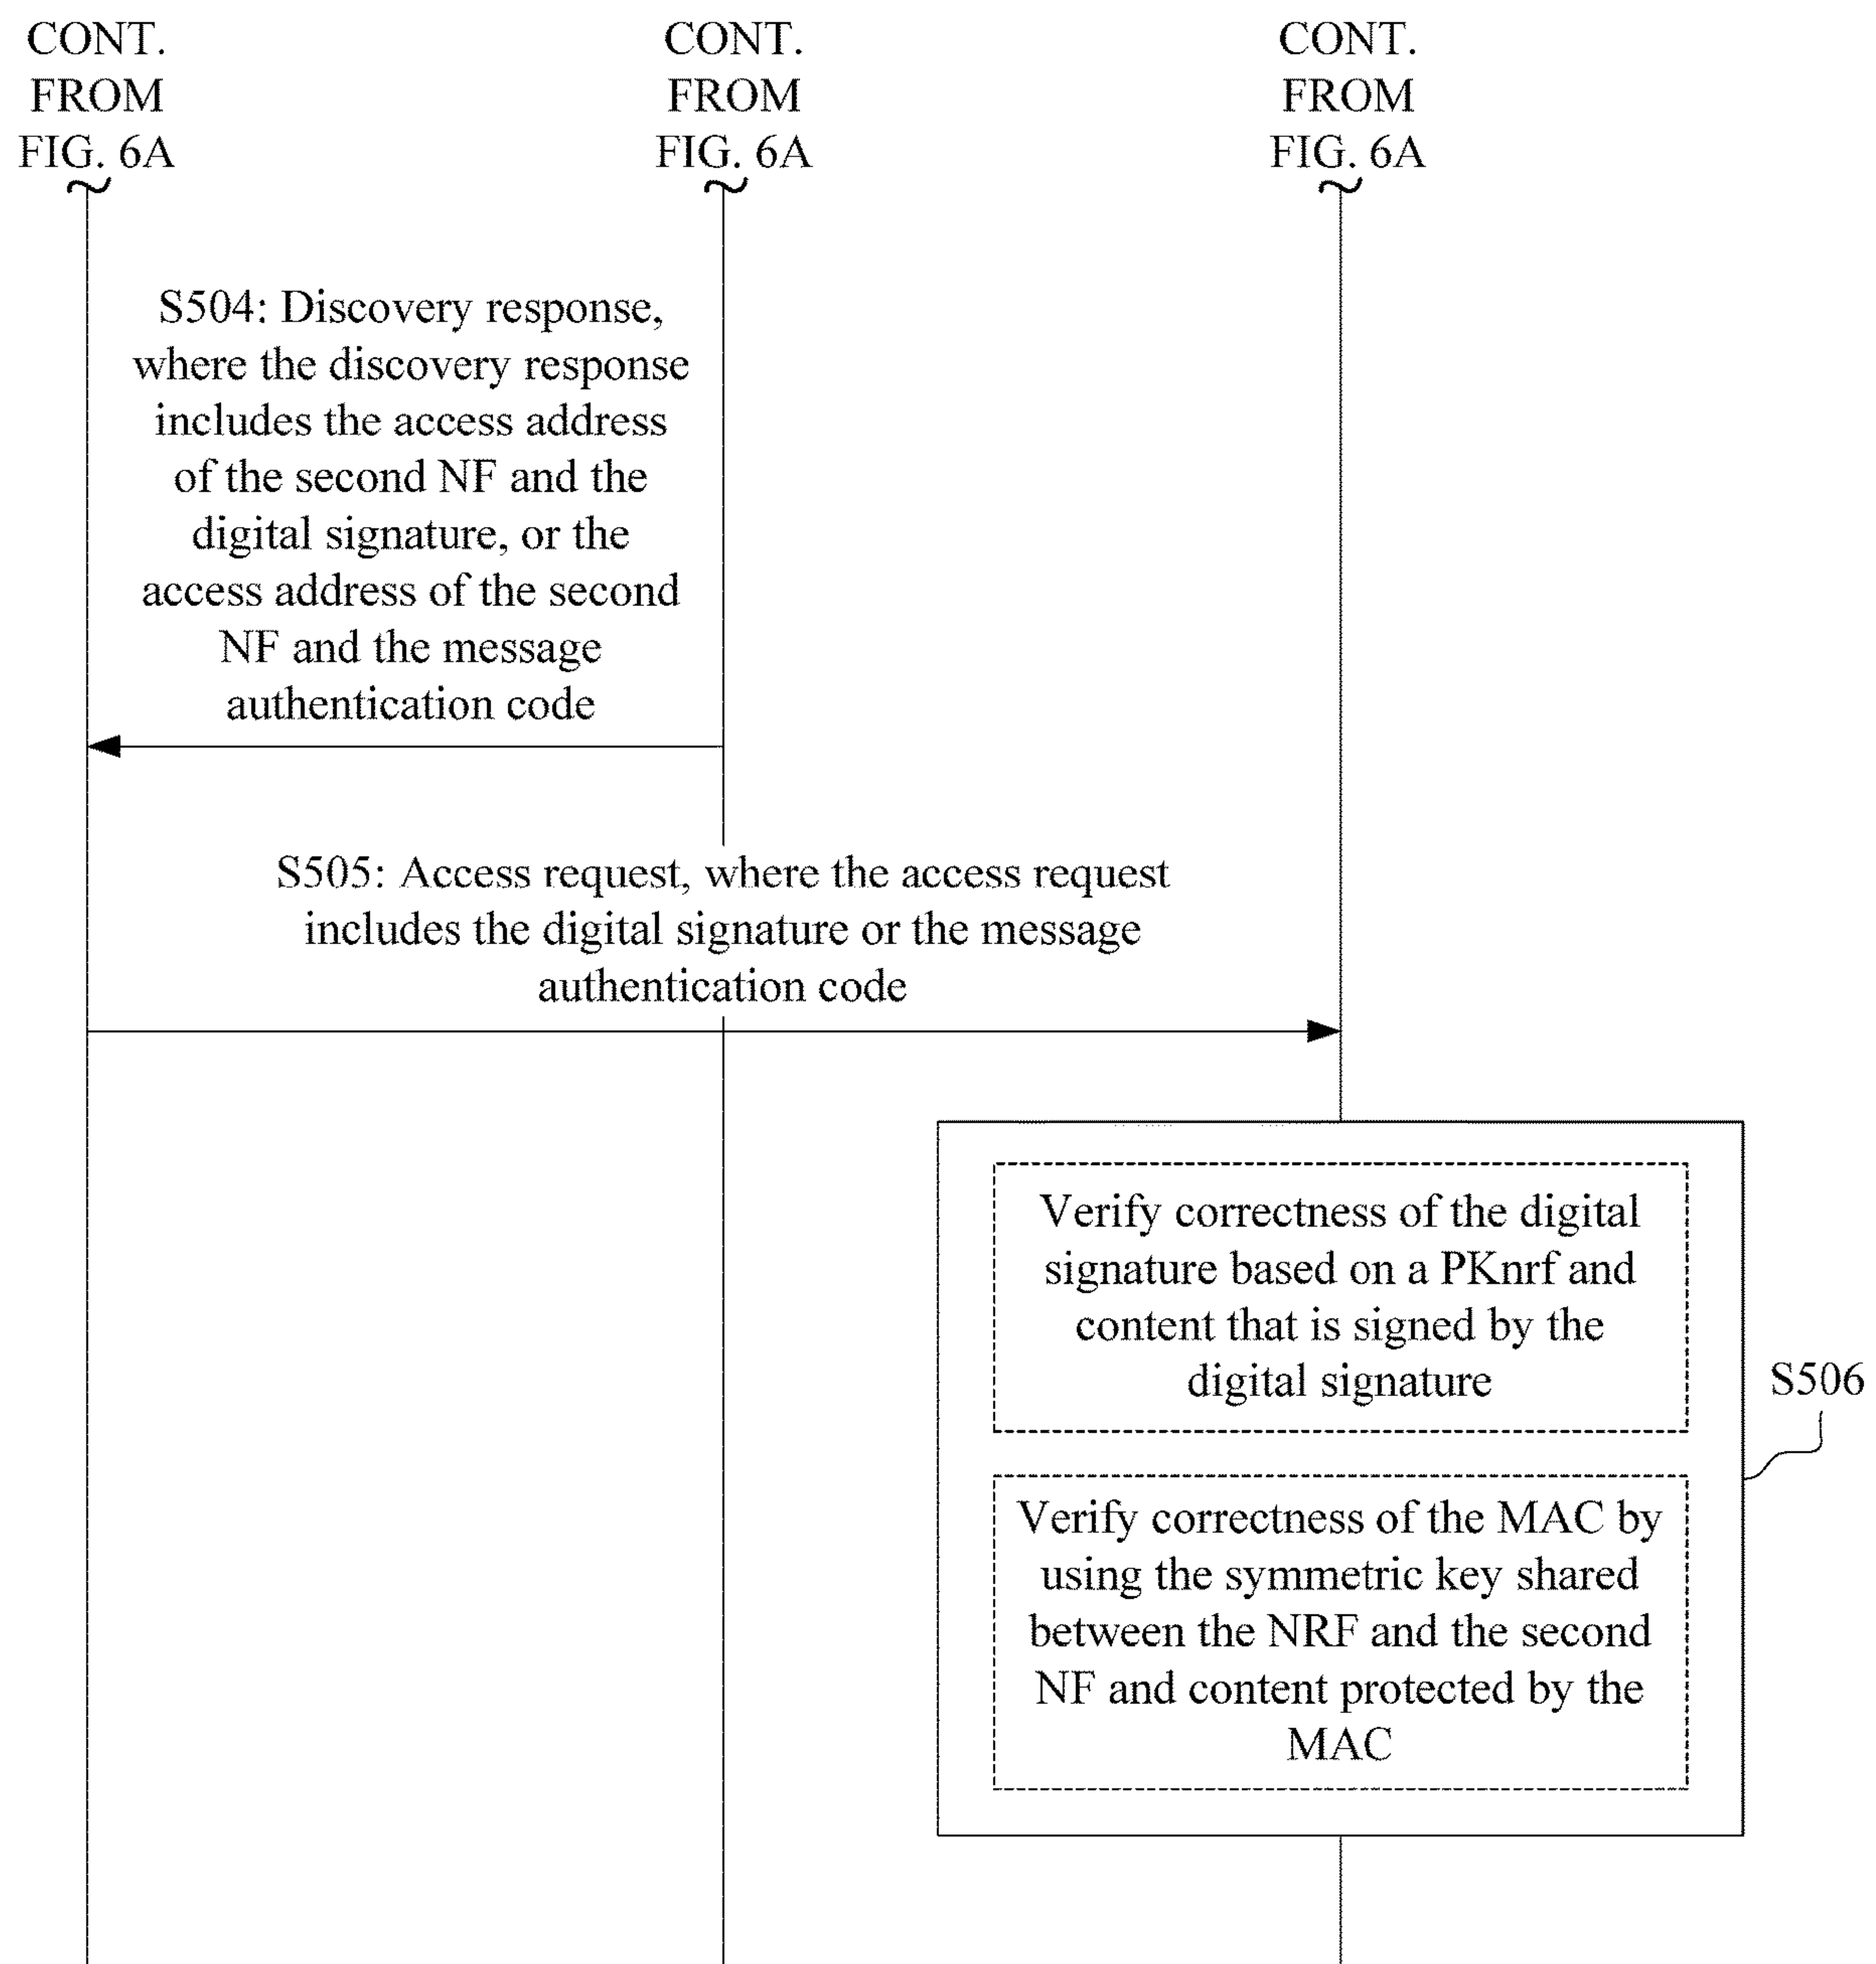 CONT.
FROM
FIG. 6A
CONT.
FROM
FIG. 6A
CONT.
FROM
FIG. 6A
S504: Discovery response,
where the discovery response
includes the access address
of the second NF and the
digital signature, or the
access address of the second
NF and the message
authentication code
S505: Access request, where the access request
includes the digital signature or the message
authentication code
Verify correctness of the digital
signature based on a PKnrf and
content that is signed by the
digital signature
S506
Verify correctness of the MAC by
using the symmetric key shared
between the NRF and the second
NF and content protected by the
MAC